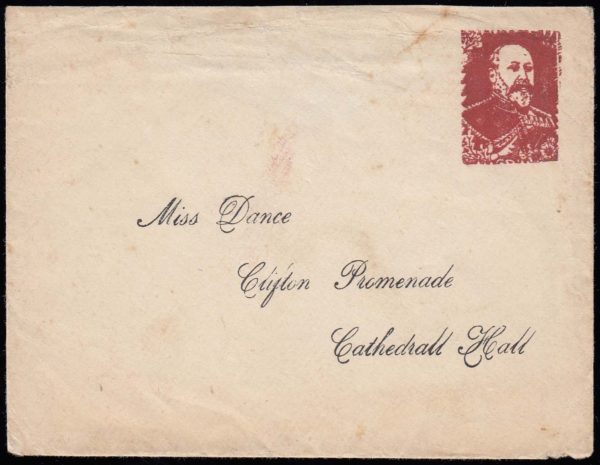 Miss Dance
Clifton Promenade
Cathedrall Hall